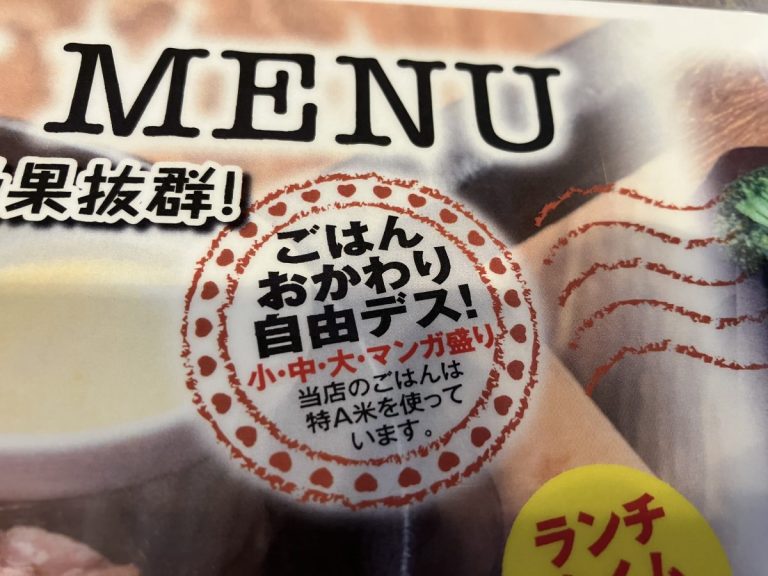 MENU
果抜群!
ごはん
おかわり
自由デス!
小・中・大・マンガ盛り
当店のごはんは
特A米を使って
います。
ランチ